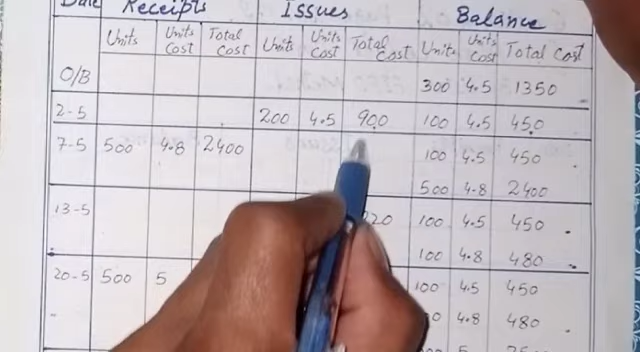 Date Receipts Issues Balance
Units Units Cost Total Cost Units Units Cost Total Cost Units Units Cost Total Cost
O/B 300 4.5 1350
2-5 200 4.5 900 100 4.5 450
7-5 500 4.8 2400 100 4.5 450
500 4.8 2400
13-5 100 4.5 450
100 4.8 480
20-5 500 5 100 4.5 450
4.8 480